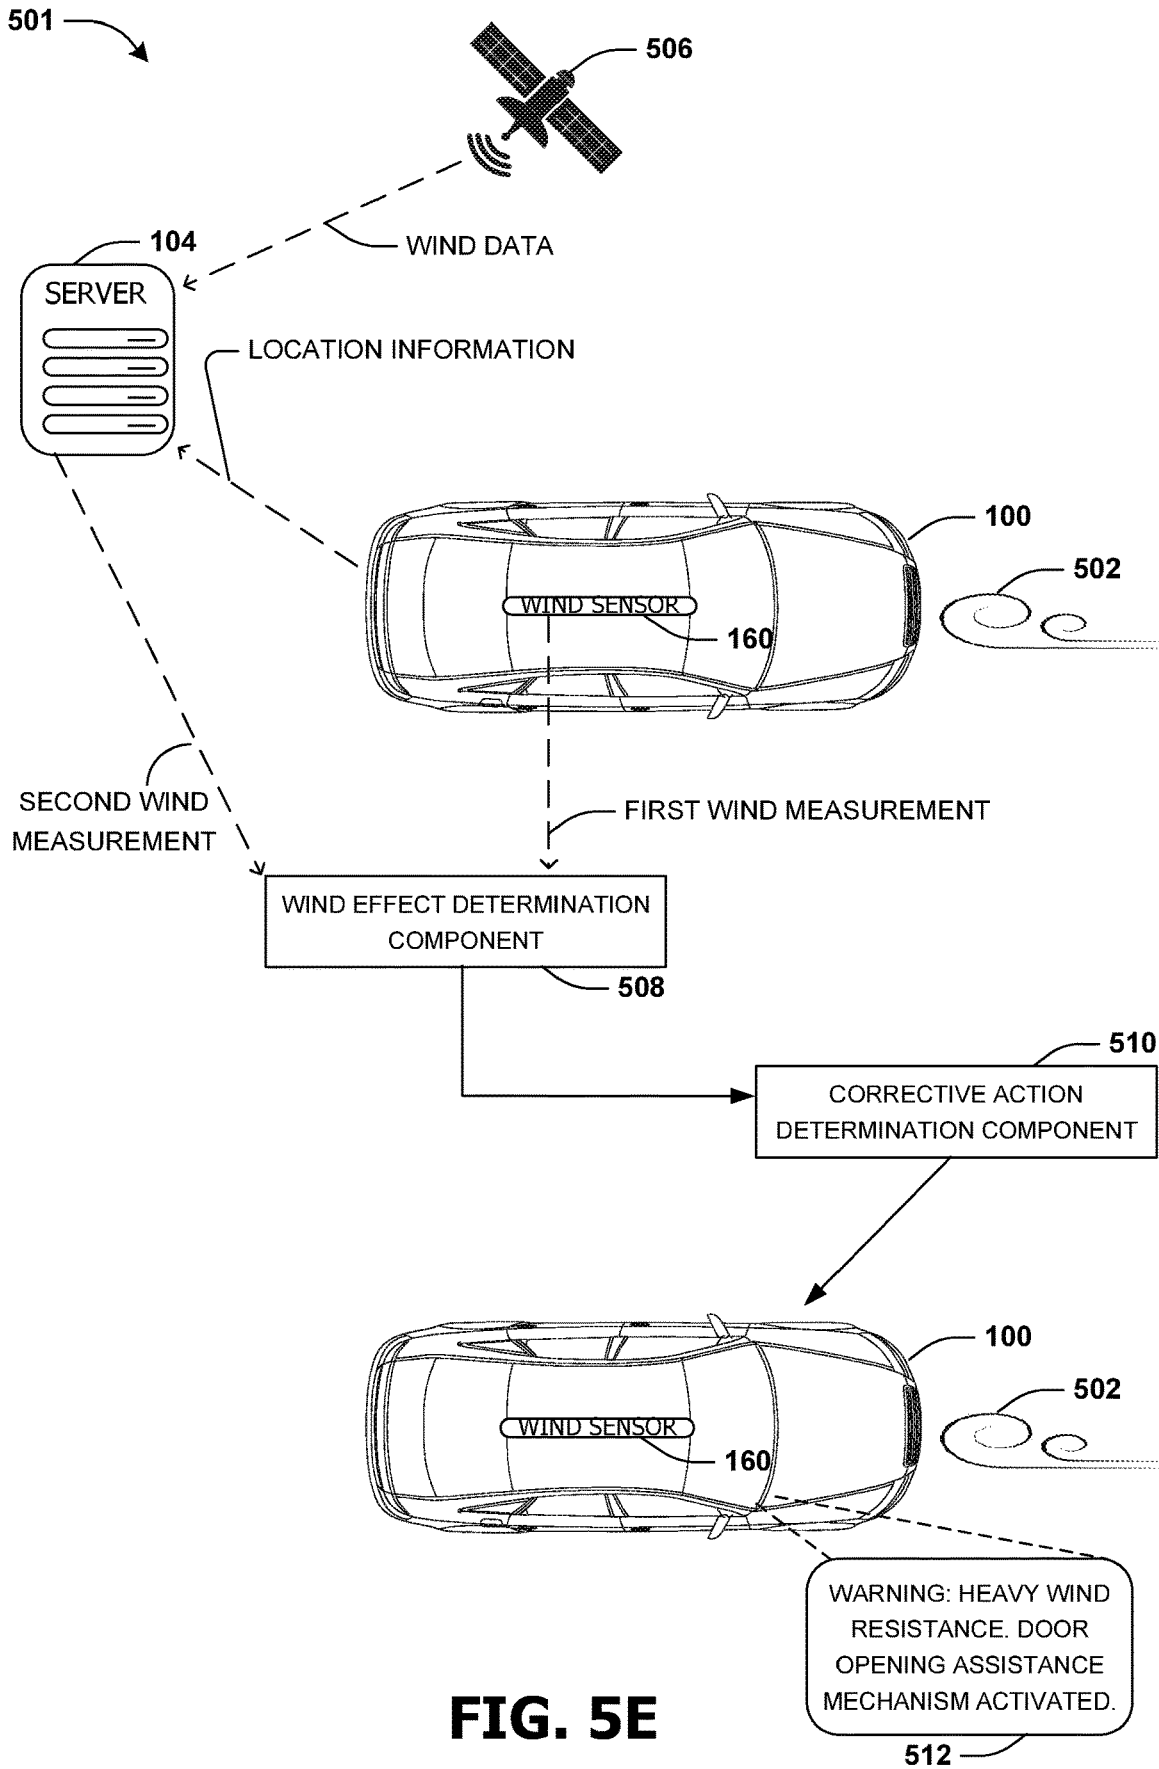 501
506
104
WIND DATA
SERVER
LOCATION INFORMATION
100
502
WIND SENSOR
160
SECOND WIND
MEASUREMENT
FIRST WIND MEASUREMENT
WIND EFFECT DETERMINATION
COMPONENT
508
510
CORRECTIVE ACTION
DETERMINATION COMPONENT
100
502
WIND SENSOR
160
WARNING: HEAVY WIND
RESISTANCE. DOOR
OPENING ASSISTANCE
MECHANISM ACTIVATED.
FIG. 5E
512